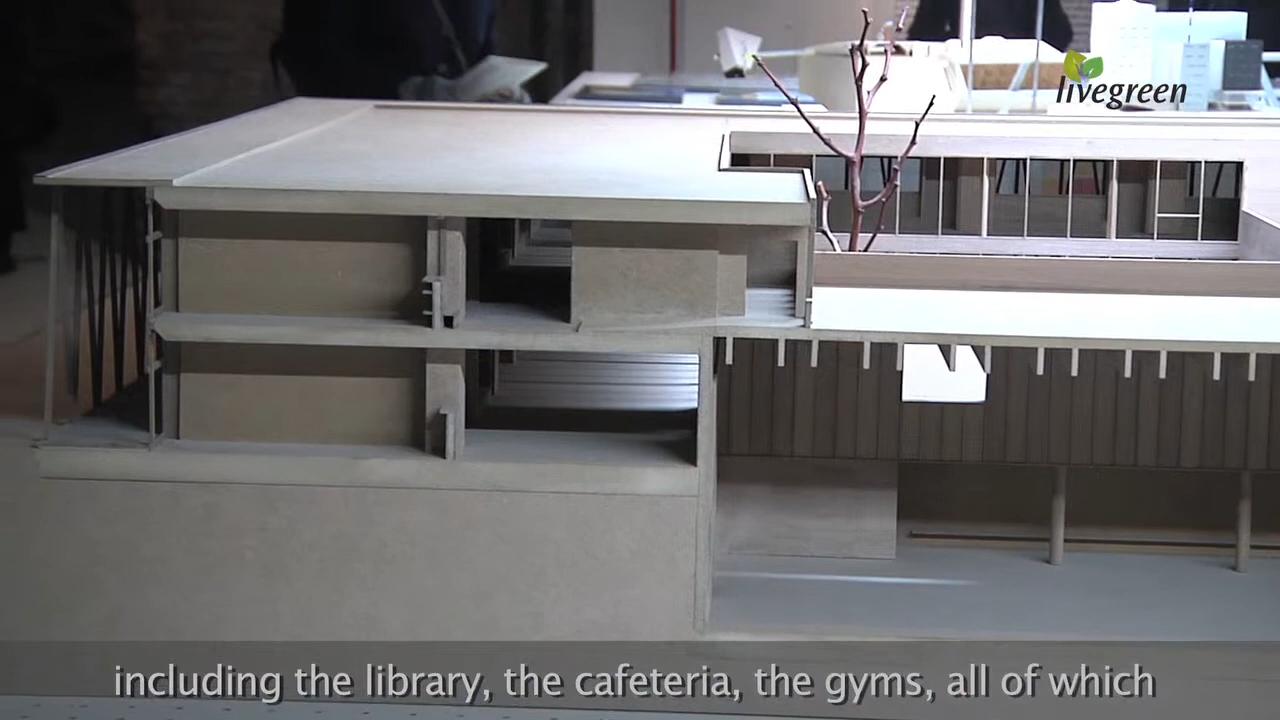 livegreen
including the library, the cafeteria, the gyms, all of which